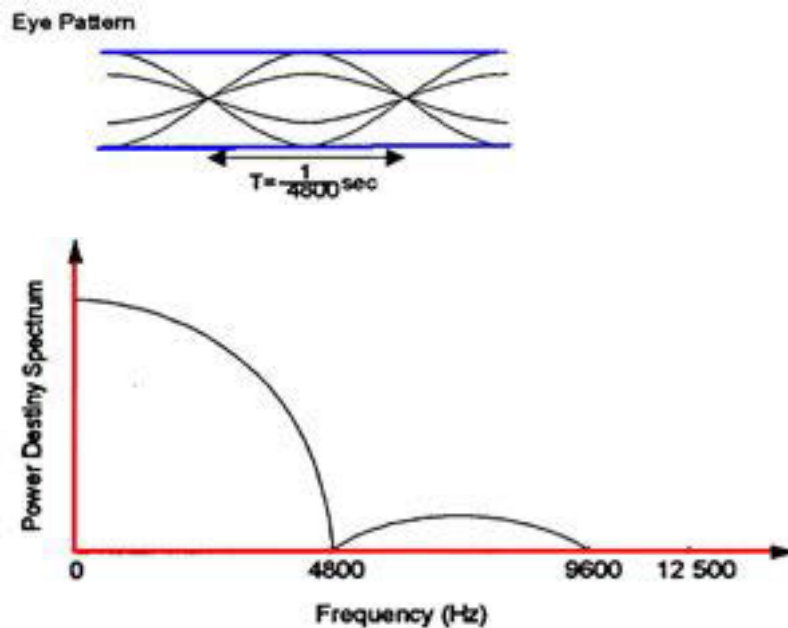 Eye Pattern
T=1/4800 sec
Power Destiny Spectrum
0 4800 9600 12 500
Frequency (Hz)